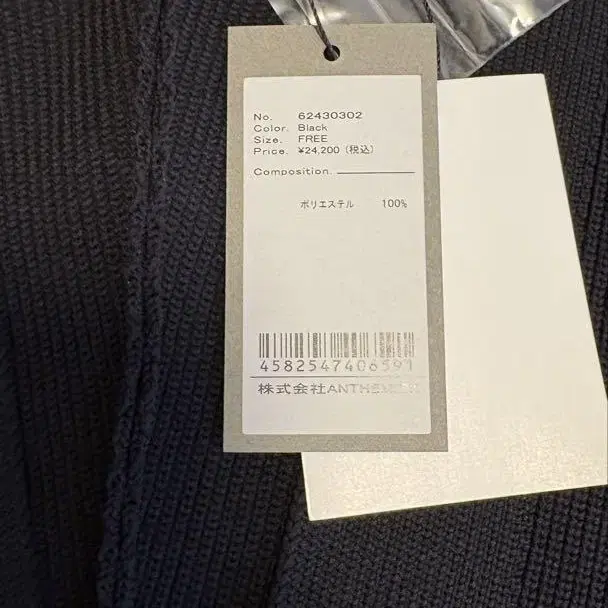 No. 62430302
Color. Black
Size. FREE
Price. ¥24,200 (税込)
Composition.
ポリエステル 100%
4582547406591
株式会社